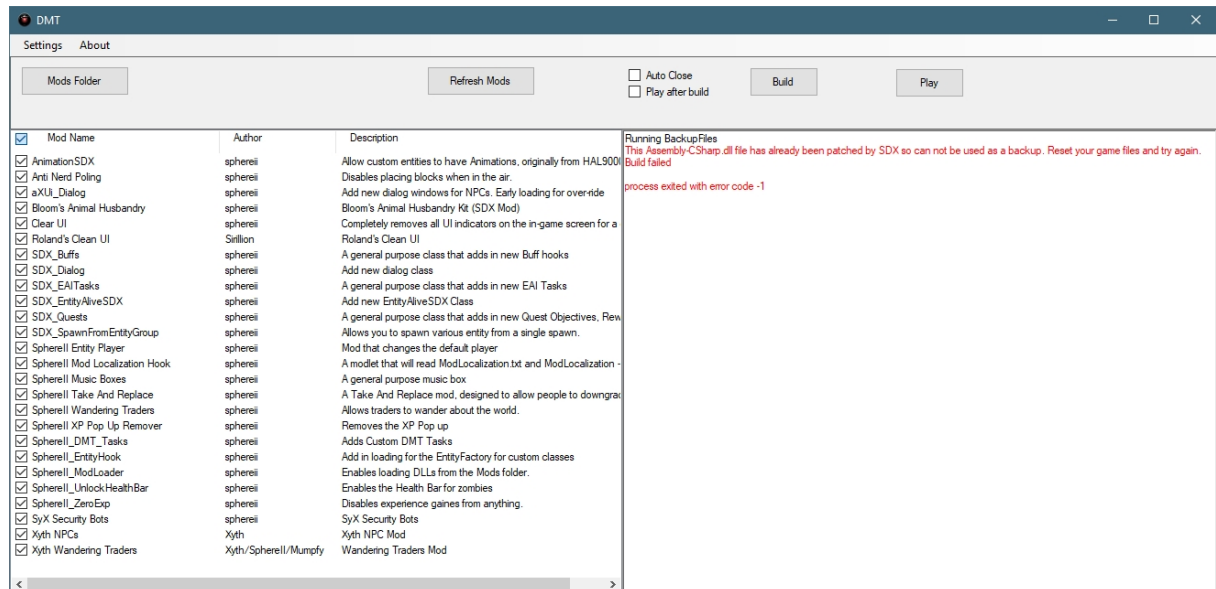 DMT
Settings About
Mods Folder
Refresh Mods
Auto Close
Play after build
Build
Play
Mod Name Author Description
AnimationSDX sphereii Allow custom entities to have Animations, originally from HAL900
Anti Nerd Poling sphereii Disables placing blocks when in the air.
aXUi_Dialog sphereii Add new dialog windows for NPCs. Early loading for over-ride
Bloom's Animal Husbandry sphereii Bloom's Animal Husbandry Kit (SDX Mod)
Clear UI sphereii Completely removes all UI indicators on the in-game screen for a
Roland's Clean UI Sirillion Roland's Clean UI
SDX_Buffs sphereii A general purpose class that adds in new Buff hooks
SDX_Dialog sphereii Add new dialog class
SDX_EAITasks sphereii A general purpose class that adds in new EAI Tasks
SDX_EntityAliveSDX sphereii Add new EntityAliveSDX Class
SDX_Quests sphereii A general purpose class that adds in new Quest Objectives, Rew
SDX_SpawnFromEntityGroup sphereii Allows you to spawn various entity from a single spawn.
SphereII Entity Player sphereii Mod that changes the default player
SphereII Mod Localization Hook sphereii A modlet that will read ModLocalization.txt and ModLocalization -
SphereII Music Boxes sphereii A general purpose music box
SphereII Take And Replace sphereii A Take And Replace mod, designed to allow people to downgrad
SphereII Wandering Traders sphereii Allows traders to wander about the world.
SphereII XP Pop Up Remover sphereii Removes the XP Pop up
SphereII_DMT_Tasks sphereii Adds Custom DMT Tasks
SphereII_EntityHook sphereii Add in loading for the EntityFactory for custom classes
SphereII_ModLoader sphereii Enables loading DLLs from the Mods folder.
SphereII_UnlockHealthBar sphereii Enables the Health Bar for zombies
SphereII_ZeroExp sphereii Disables experience gaines from anything.
SyX Security Bots sphereii SyX Security Bots
Xyth NPCs Xyth Xyth NPC Mod
Xyth Wandering Traders Xyth/SphereII/Mumpfy Wandering Traders Mod
Running BackupFiles
This Assembly-CSharp.dll file has already been patched by SDX so can not be used as a backup. Reset your game files and try again.
Build failed
process exited with error code -1